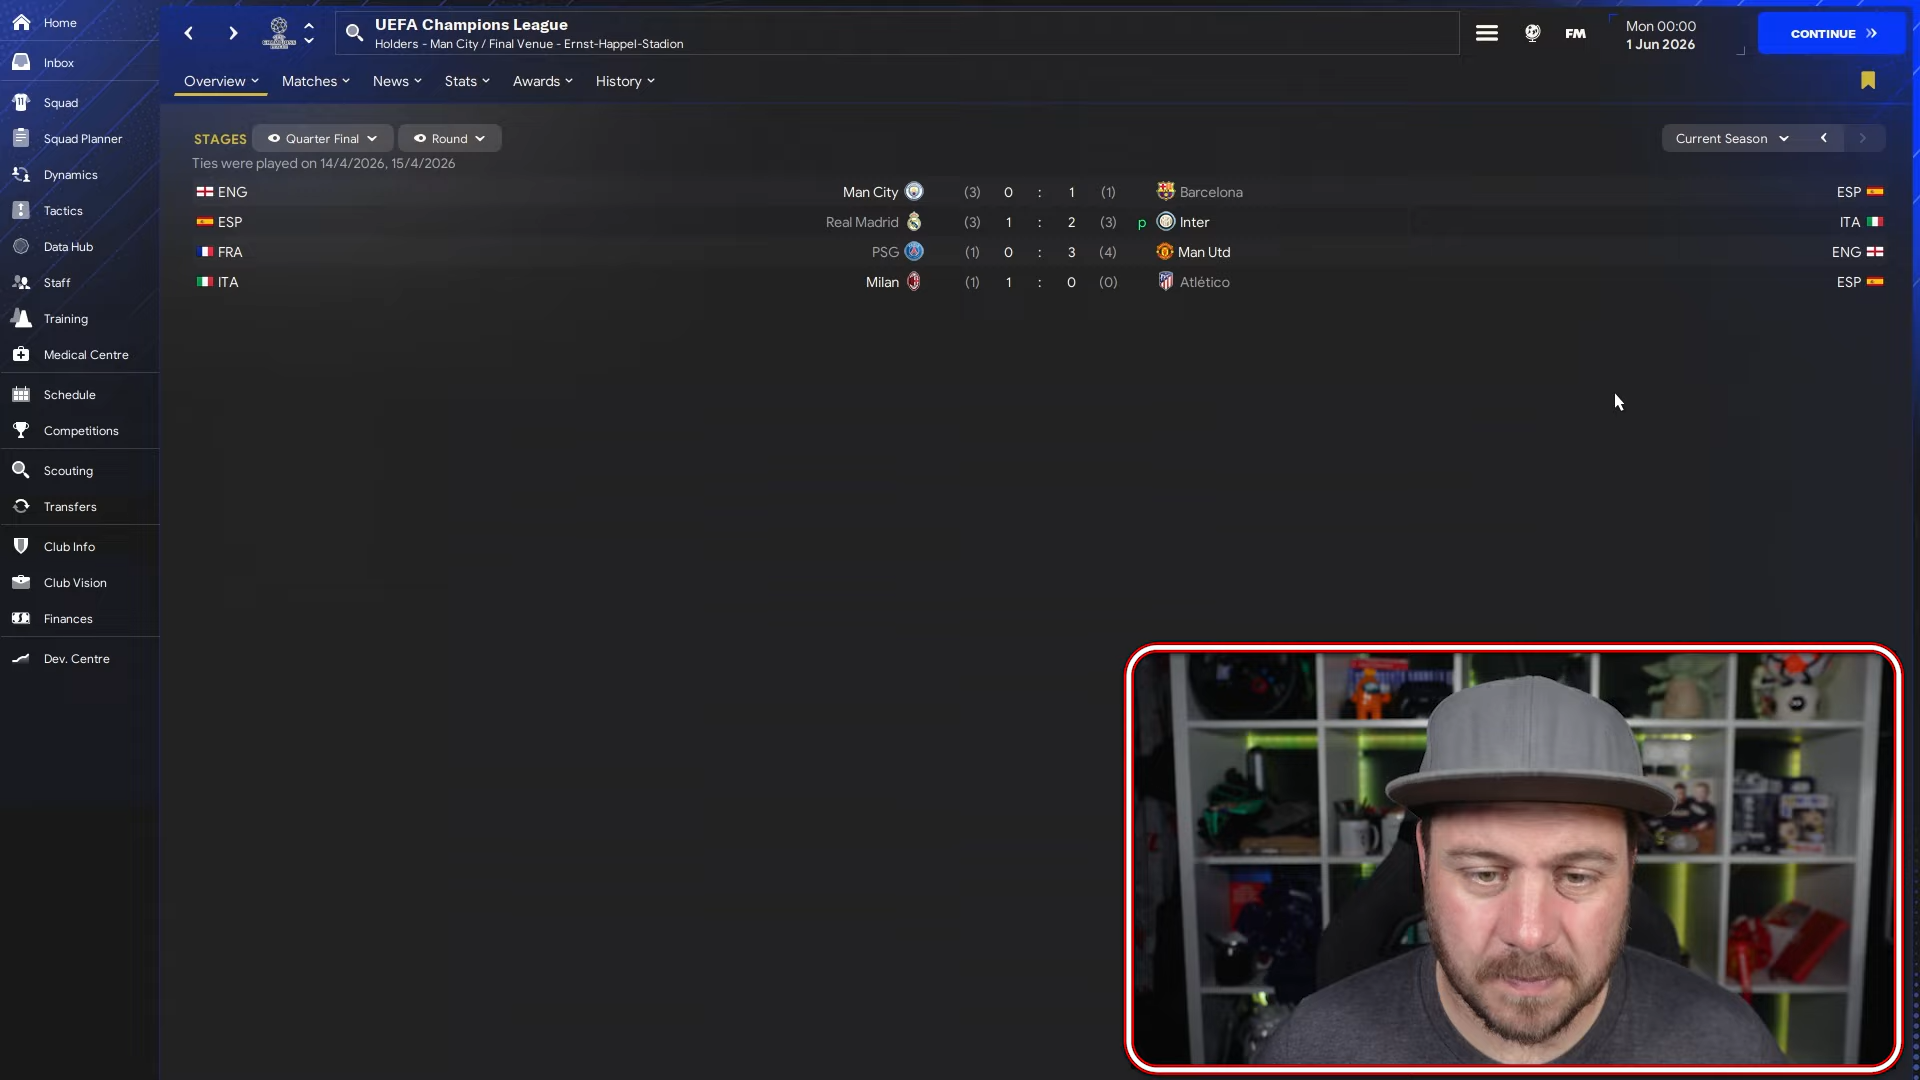 Home
Inbox
Squad
Squad Planner
Dynamics
Tactics
Data Hub
Staff
Training
Medical Centre
Schedule
Competitions
Scouting
Transfers
Club Info
Club Vision
Finances
Dev. Centre
UEFA Champions League
Holders - Man City / Final Venue - Ernst-Happel-Stadion
FM
Mon 00:00
1 Jun 2026
CONTINUE
Overview Matches News Stats Awards History
STAGES Quarter Final Round Current Season
Ties were played on 14/4/2026, 15/4/2026
ENG Man City (3) 0 : 1 (1) Barcelona ESP
ESP Real Madrid (3) 1 : 2 (3) p Inter ITA
FRA PSG (1) 0 : 3 (4) Man Utd ENG
ITA Milan (1) 1 : 0 (0) Atlético ESP